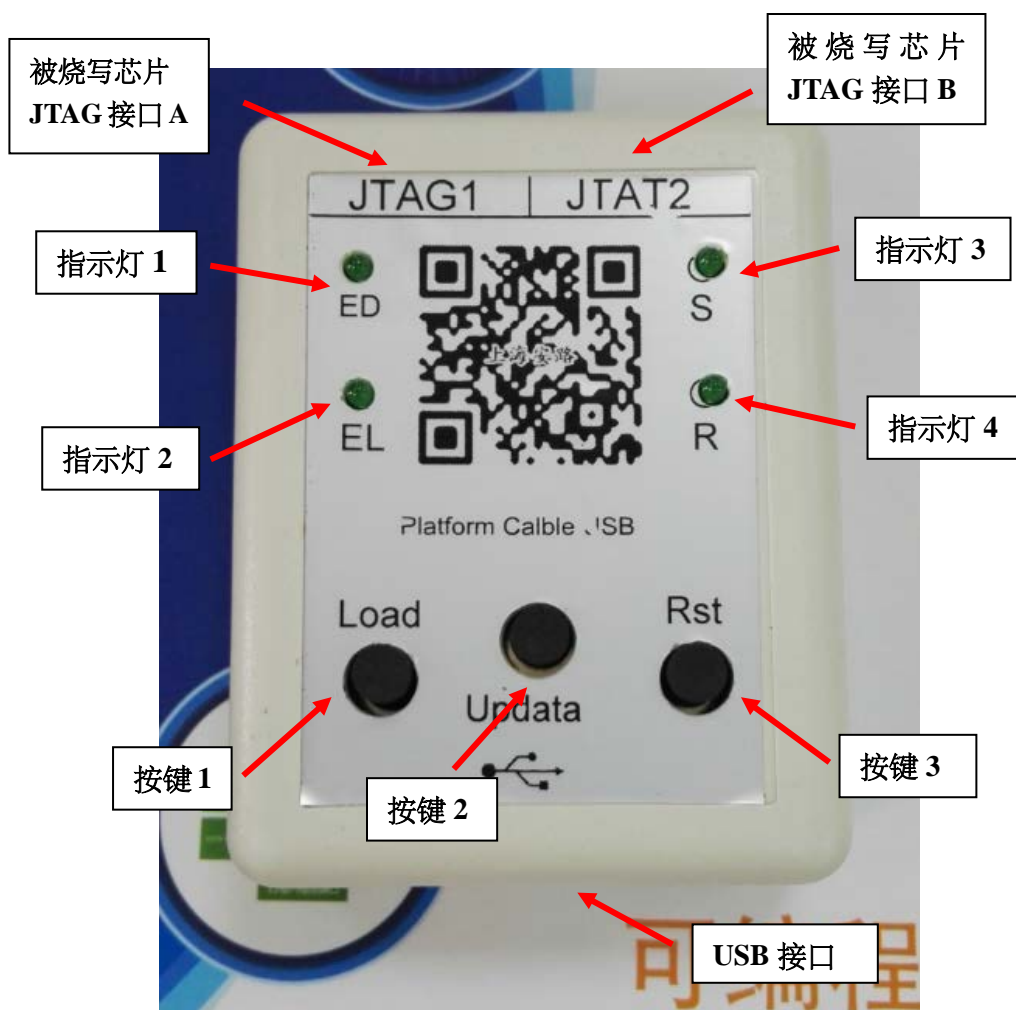 被烧写芯片
JTAG 接口 A
被烧写芯片
JTAG 接口 B
JTAG1
JTAT2
指示灯 1
指示灯 3
ED
S
上海安路
指示灯 2
指示灯 4
EL
R
Platform Calble USB
Load
Rst
Updata
按键 1
按键 2
按键 3
USB 接口
可编程